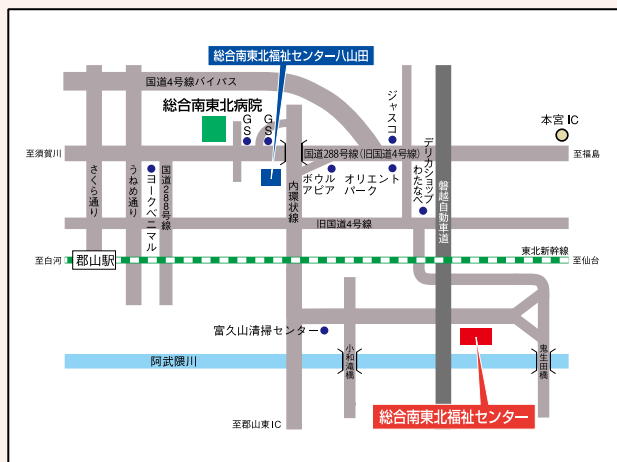 総合南東北福祉センター八山田
国道4号線バイパス
総合南東北病院
GS
GS
ジャスコ
本宮 IC
至須賀川
国道288号線(旧国道4号線)
至福島
さくら通り
うねめ通り
ヨークベニマル
国道288号
内環状線
ボウル
アピア
オリエント
パーク
デリカショップ
わたなべ
磐越自動車道
旧国道4号線
東北新幹線
至白河
郡山駅
至仙台
富久山清掃センター
小和滝橋
鬼生田橋
阿武隈川
総合南東北福祉センター
至郡山東IC